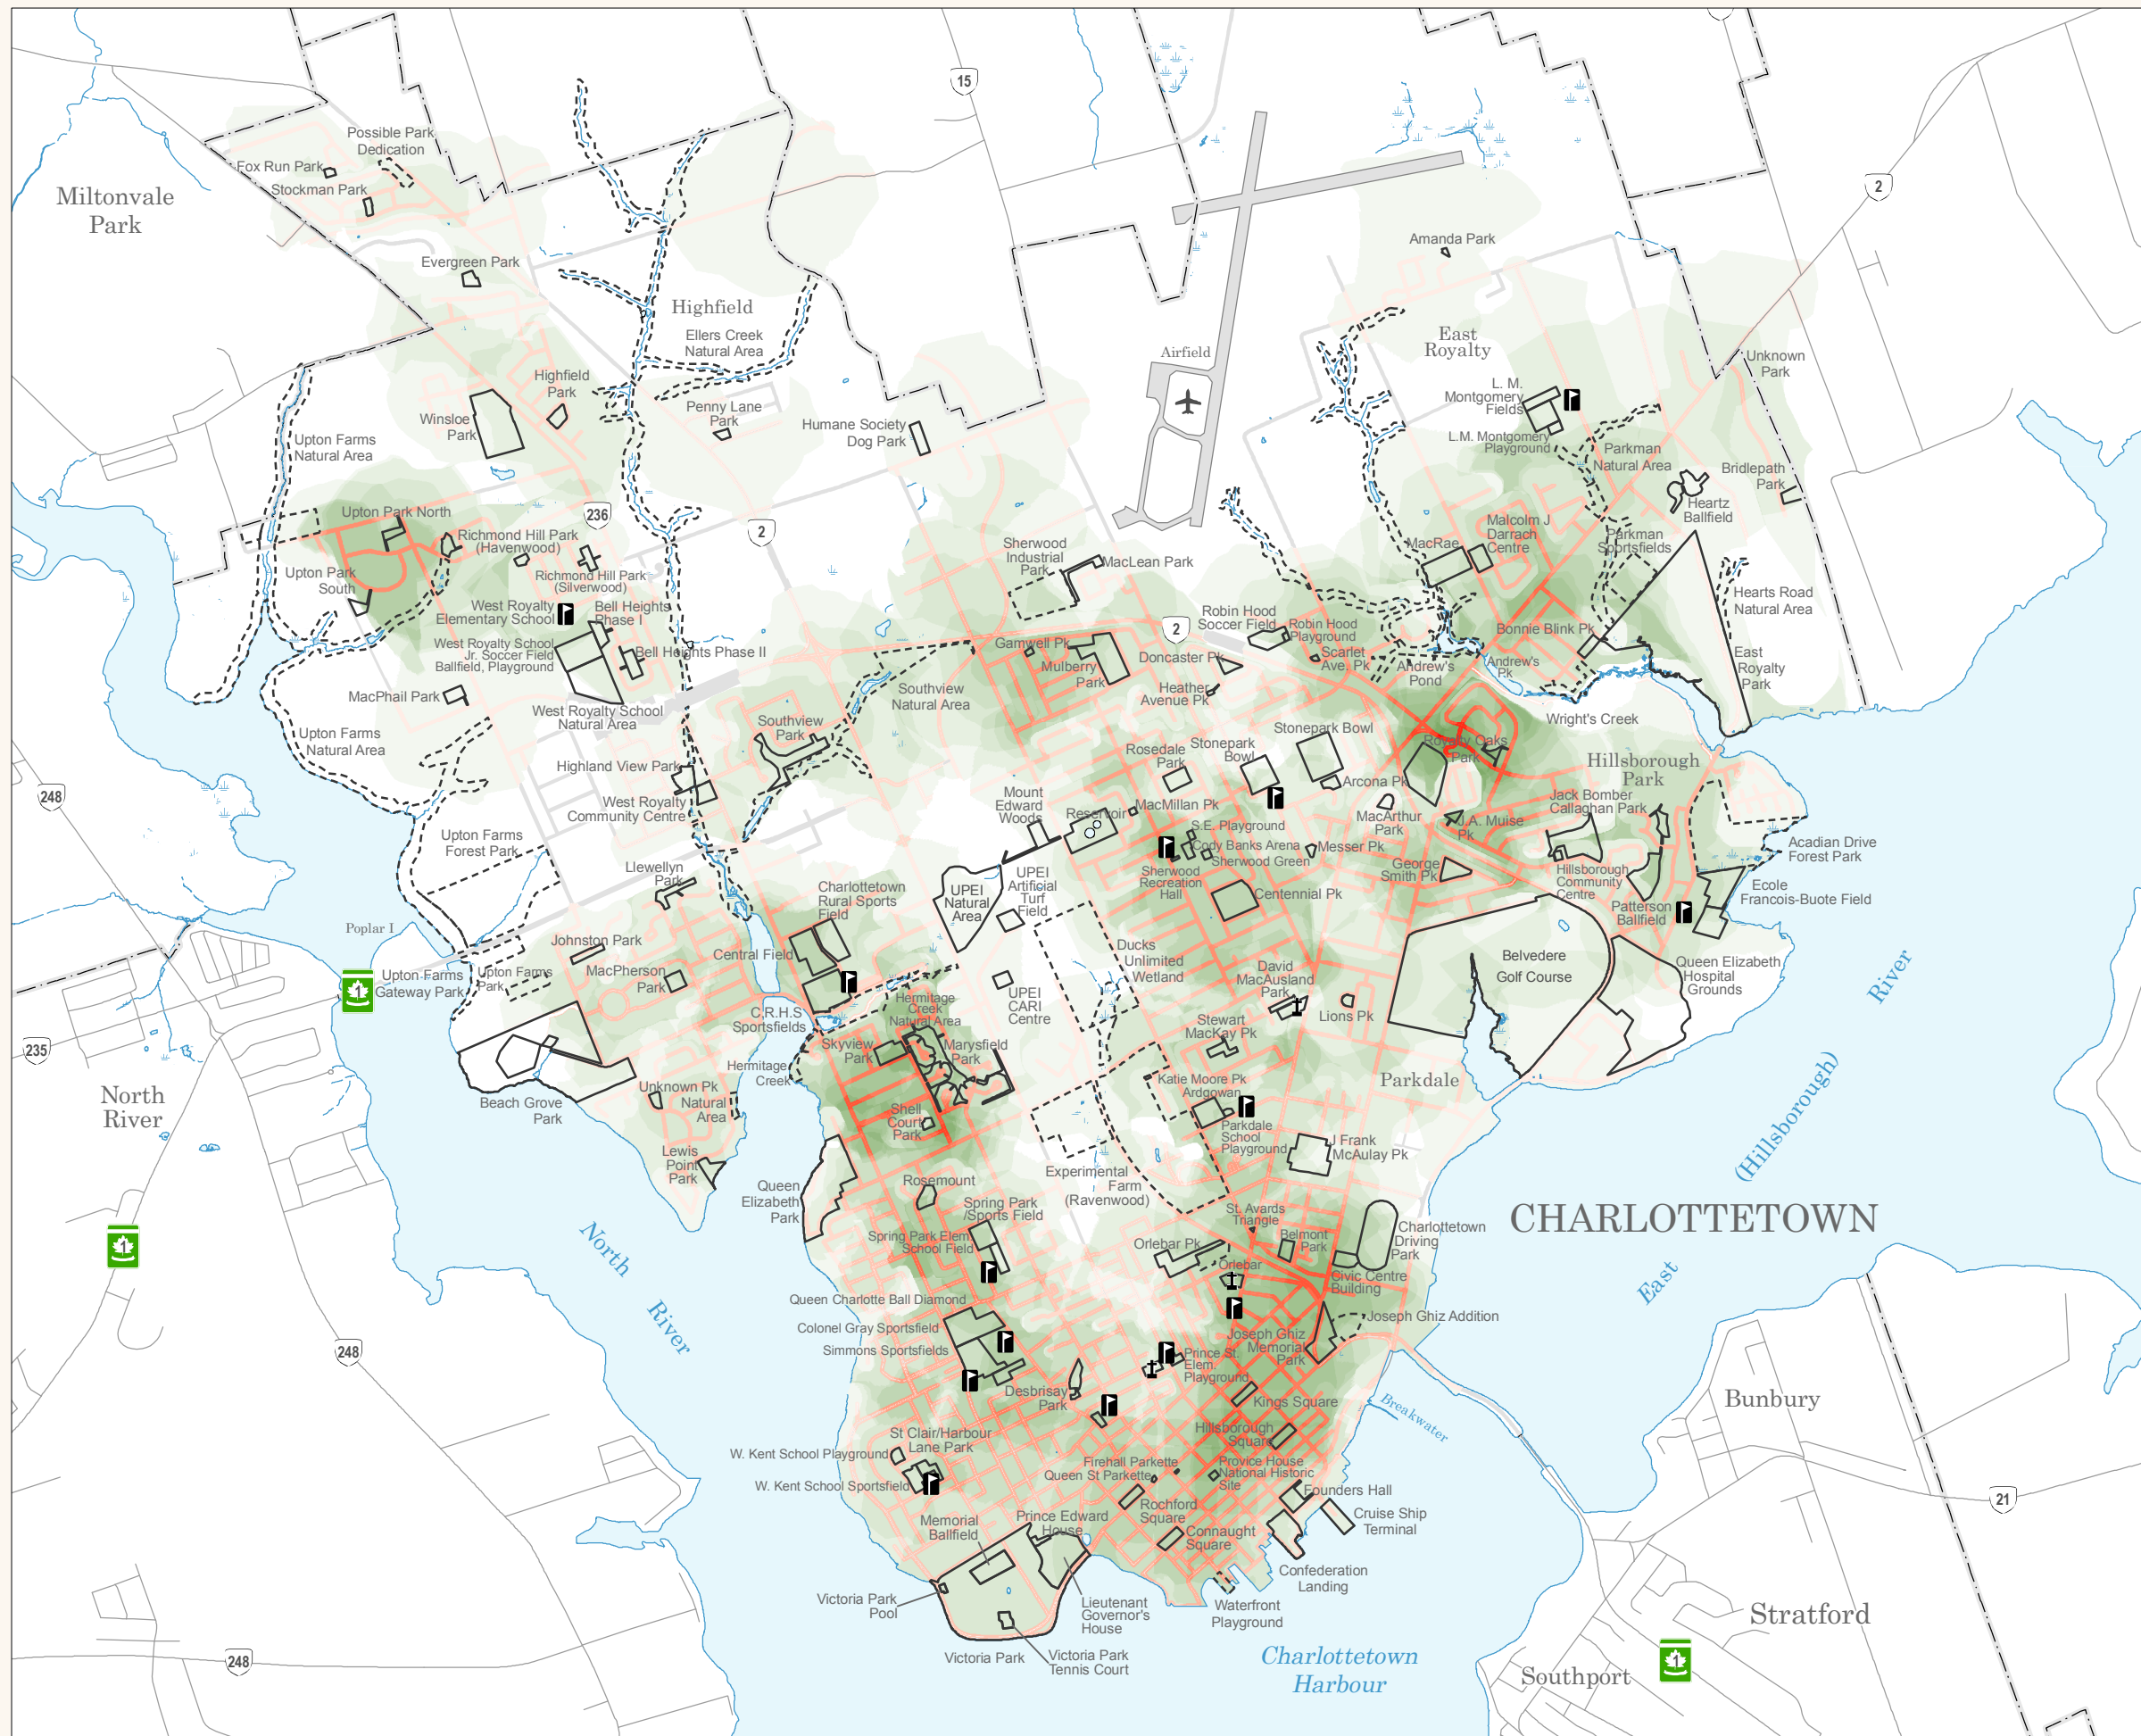 15
Possible Park
Dedication
Fox Run Park
Stockman Park
2
Miltonvale
Park
Amanda Park
Evergreen Park
Highfield
Ellers Creek
Natural Area
East
Royalty
Airfield
Unknown
Park
Highfield
Park
L. M.
Montgomery
Fields
Penny Lane
Park
Winsloe
Park
Humane Society
Dog Park
Upton Farms
Natural Area
L.M. Montgomery
Playground
Parkman
Natural Area
Bridlepath
Park
Heartz
Ballfield
Upton Park North
236
2
Malcolm J
Darrach
Centre
Richmond Hill Park
(Havenwood)
Sherwood
Industrial
Park
MacRae
Parkman
Sportsfields
MacLean Park
Upton Park
South
Richmond Hill Park
(Silverwood)
Hearts Road
Natural Area
West Royalty
Elementary School
Bell Heights
Phase I
Robin Hood
Soccer Field
Robin Hood
Playground
2
Bonnie Blink Pk
West Royalty School
Jr. Soccer Field
Ballfield, Playground
Bell Heights Phase II
Gamwell Pk
Mulberry
Park
Doncaster Pk
Scarlet
Ave. Pk
Andrew's
Pond
Andrew's
Pk
East
Royalty
Park
MacPhail Park
Southview
Natural Area
Heather
Avenue Pk
West Royalty School
Natural Area
Southview
Park
Wright's Creek
Upton Farms
Natural Area
Stonepark Bowl
Rosedale
Park
Stonepark
Bowl
Royalty Oaks
Park
Hillsborough
Park
Highland View Park
Arcona Pk
Mount
Edward
Woods
Jack Bomber
Callaghan Park
248
West Royalty
Community Centre
Reservoir
MacMillan Pk
MacArthur
Park
J.A. Muise
Pk
Upton Farms
Forest Park
S.E. Playground
Cody Banks Arena
Sherwood Green
Messer Pk
Acadian Drive
Forest Park
Llewellyn
Park
UPEI
Artificial
Turf
Field
Sherwood
Recreation
Hall
George
Smith Pk
Hillsborough
Community
Centre
Charlottetown
Rural Sports
Field
UPEI
Natural
Area
Centennial Pk
Ecole
Francois-Buote Field
Patterson
Ballfield
Poplar I
Johnston Park
Central Field
Ducks
Unlimited
Wetland
Belvedere
Golf Course
Upton Farms
Gateway Park
Upton Farms
Park
MacPherson
Park
David
MacAusland
Park
Queen Elizabeth
Hospital
Grounds
1
Hermitage
Creek
Natural Area
UPEI
CARI
Centre
C.R.H.S
Sportsfields
Lions Pk
Stewart
MacKay Pk
235
Skyview
Park
Marysfield
Park
Hermitage
Creek
North
River
Beach Grove
Park
Unknown Pk
Natural
Area
Katie Moore Pk
Ardgowan
Parkdale
Shell
Court
Park
Parkdale
School
Playground
J Frank
McAulay Pk
Lewis
Point
Park
Experimental
Farm
(Ravenwood)
Queen
Elizabeth
Park
Rosemount
Spring Park
/Sports Field
St. Avards
Triangle
Belmont
Park
Charlottetown
Driving
Park
East (Hillsborough) River
CHARLOTTETOWN
1
Spring Park Elem.
School Field
Orlebar Pk
Orlebar
Civic Centre
Building
North River
Queen Charlotte Ball Diamond
Colonel Gray Sportsfield
Simmons Sportsfields
Joseph Ghiz Addition
Joseph Ghiz
Memorial
Park
248
Prince St.
Elem.
Playground
Desbrisay
Park
Kings Square
Breakwater
Bunbury
St Clair/Harbour
Lane Park
Hillsborough
Square
W. Kent School Playground
W. Kent School Sportsfield
Firehall Parkette
Queen St Parkette
Provice House
National Historic
Site
Founders Hall
21
Rochford
Square
Cruise Ship
Terminal
Memorial
Ballfield
Prince Edward
House
Connaught
Square
Confederation
Landing
Victoria Park
Pool
Lieutenant
Governor's
House
Waterfront
Playground
Stratford
248
Victoria Park
Victoria Park
Tennis Court
Charlottetown
Harbour
Southport
1